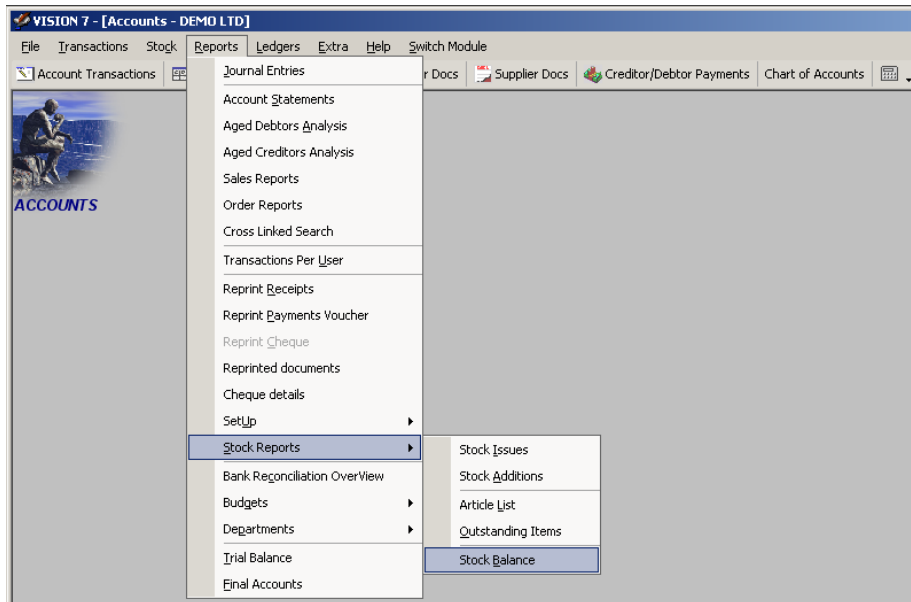 VISION 7 - [Accounts - DEMO LTD]
File Transactions Stock Reports Ledgers Extra Help Switch Module
Account Transactions r Docs Supplier Docs Creditor/Debtor Payments Chart of Accounts
ACCOUNTS
Journal Entries
Account Statements
Aged Debtors Analysis
Aged Creditors Analysis
Sales Reports
Order Reports
Cross Linked Search
Transactions Per User
Reprint Receipts
Reprint Payments Voucher
Reprint Cheque
Reprinted documents
Cheque details
SetUp
Stock Reports
Bank Reconciliation OverView
Budgets
Departments
Trial Balance
Final Accounts
Stock Issues
Stock Additions
Article List
Outstanding Items
Stock Balance